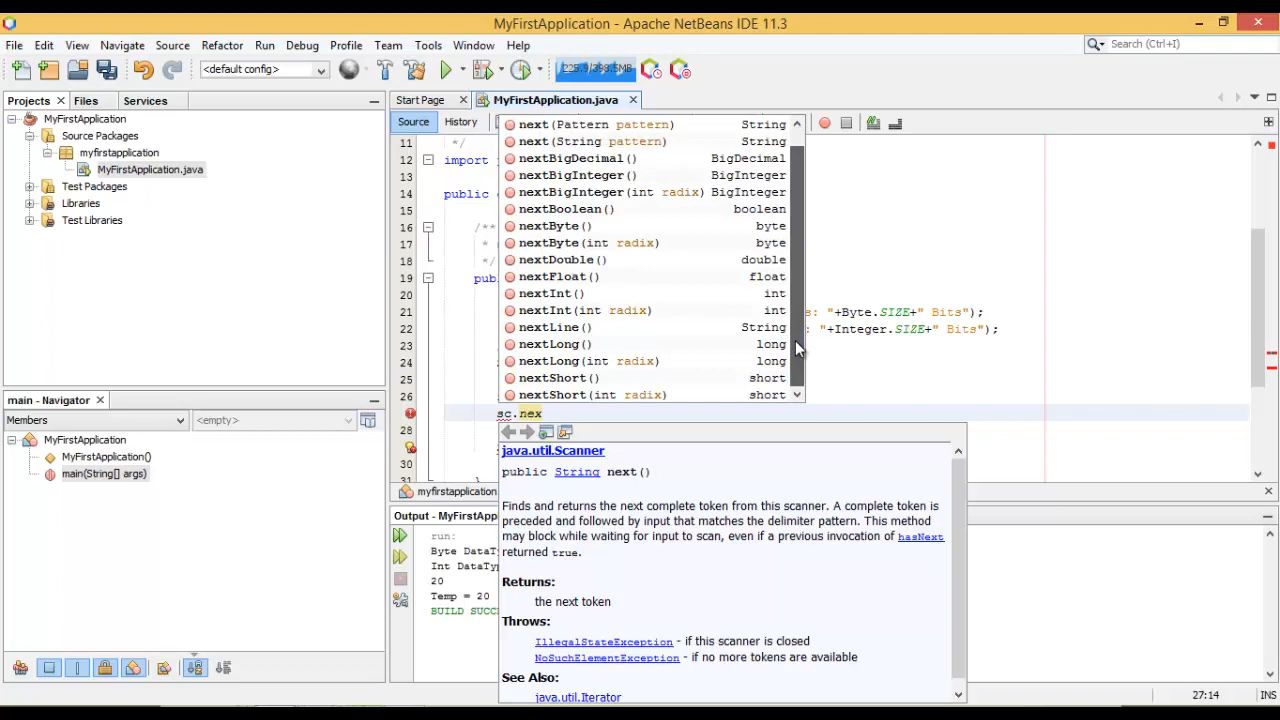 MyFirstApplication - Apache NetBeans IDE 11.3
File Edit View Navigate Source Refactor Run Debug Profile Team Tools Window Help
Search (Ctrl+I)
<default config>
225.9/398.5MB
Projects Files Services
Start Page MyFirstApplication.java
Source History
MyFirstApplication
Source Packages
myfirstapplication
MyFirstApplication.java
Test Packages
Libraries
Test Libraries
next(Pattern pattern) String
11 */ next(String pattern) String
12 import nextBigDecimal() BigDecimal
13 nextBigInteger() BigInteger
14 public nextBigInteger(int radix) BigInteger
15 nextBoolean() boolean
16 /** nextByte() byte
17 nextByte(int radix) byte
18 */ nextDouble() double
19 pub nextFloat() float
20 nextInt() int
21 nextInt(int radix) int s: "+Byte.SIZE+" Bits");
22 nextLine() String : "+Integer.SIZE+" Bits");
23 nextLong() long
24 nextLong(int radix) long
25 nextShort() short
26 nextShort(int radix) short
sc.nex
28
30
31 }
main - Navigator
Members <empty>
MyFirstApplication
MyFirstApplication()
main(String[] args)
java.util.Scanner
public String next()
Finds and returns the next complete token from this scanner. A complete token is
preceded and followed by input that matches the delimiter pattern. This method
may block while waiting for input to scan, even if a previous invocation of hasNext
returned true.
Returns:
the next token
Throws:
IllegalStateException - if this scanner is closed
NoSuchElementException - if no more tokens are available
See Also:
java.util.Iterator
myfirstapplication
Output - MyFirstAppl
run:
Byte DataTy
Int DataTyp
20
Temp = 20
BUILD SUCC
27:14 INS